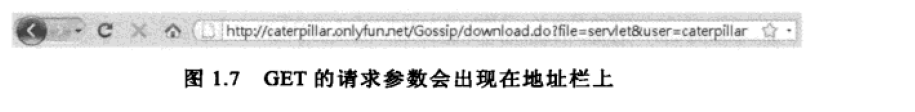 http://caterpillar.onlyfun.net/Gossip/download.do?file=servlet&user=caterpillar
图 1.7 GET 的请求参数会出现在地址栏上